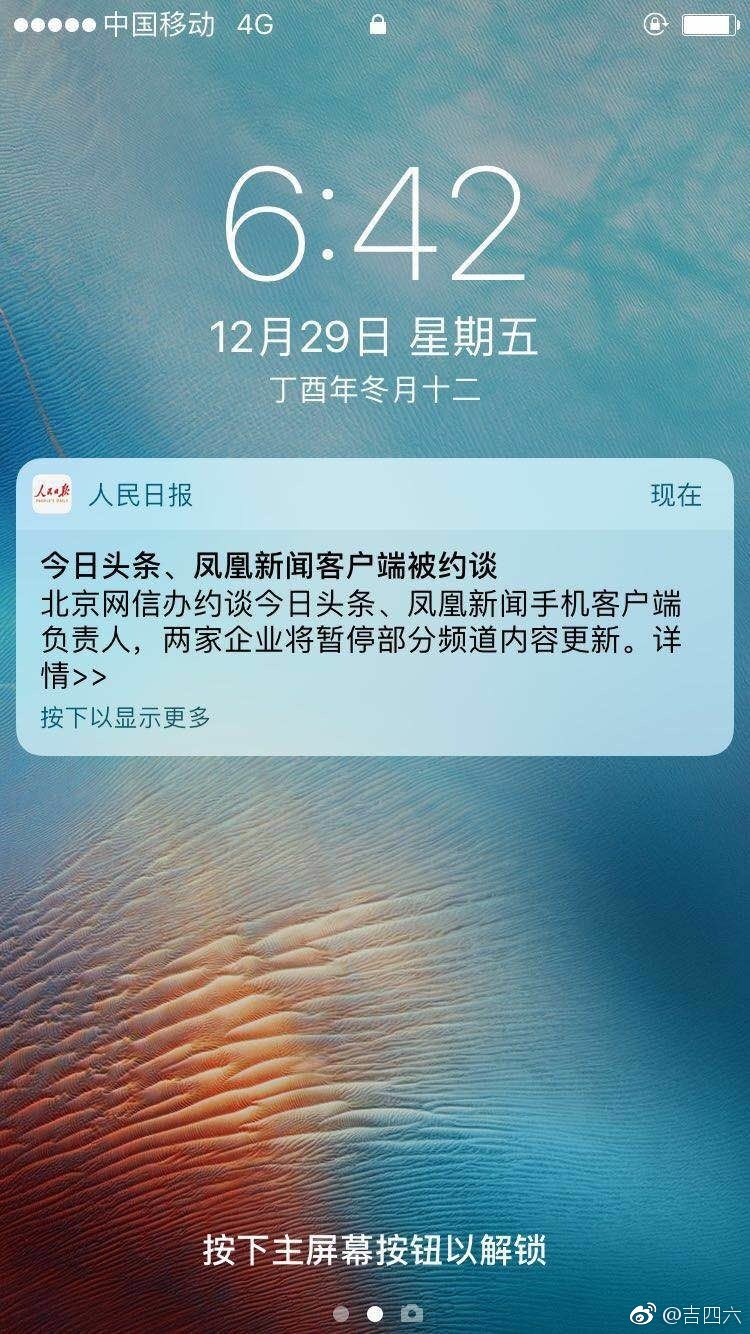 中国移动 4G
6:42
12月29日 星期五
丁酉年冬月十二
人民日报 人民日报 现在
今日头条、凤凰新闻客户端被约谈
北京网信办约谈今日头条、凤凰新闻手机客户端
负责人，两家企业将暂停部分频道内容更新。详
情>>
按下以显示更多
按下主屏幕按钮以解锁
@吉四六